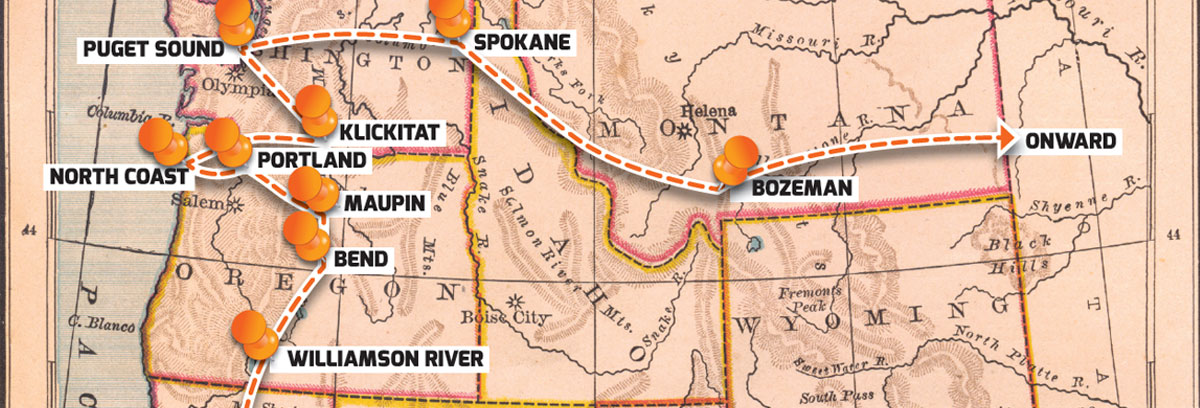 PUGET SOUND
SPOKANE
Missouri R.
Olympia
Columbia R.
KLICKITAT
Helena
MONTANA
ONWARD
PORTLAND
NORTH COAST
BOZEMAN
MAUPIN
Salem
Snake R.
Blue
Mts.
Salmon River
Mts.
IDAHO
Shyenne R.
44
44
Black
Hills
BEND
OREGON
Boise City
Snake R.
Fremonts
Peak
WYOMING
C. Blanco
PAC
North Platte R.
WILLIAMSON RIVER
Sweet Water R.
South Pass